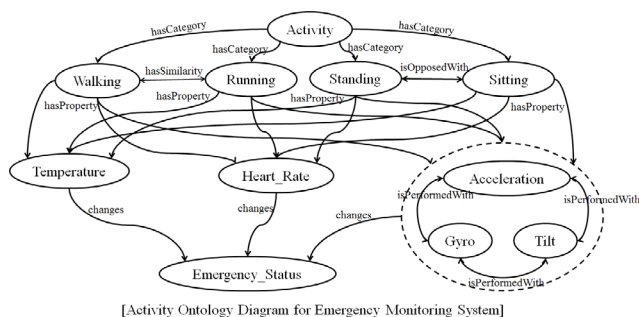 Activity
hasCategory
hasCategory
hasCategory
hasCategory
Walking
hasSimilarity
Running
Standing
isOpposedWith
Sitting
hasProperty
hasProperty
hasProperty
hasProperty
Temperature
Heart_Rate
Acceleration
isPerformedWith
isPerformedWith
changes
changes
changes
Gyro
Tilt
Emergency_Status
isPerformedWith
[Activity Ontology Diagram for Emergency Monitoring System]